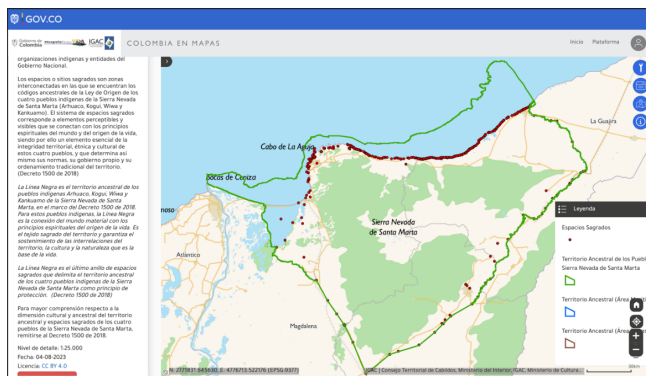 GOV.CO
Gobierno de
Colombia
IGAC
COLOMBIA EN MAPAS
Inicio
Plataforma
organizaciones indígenas y entidades del
Gobierno Nacional.
Los espacios o sitios sagrados son zonas
interconectadas en las que se encuentran los
códigos ancestrales de la Ley de Origen de los
cuatro pueblos indígenas de la Sierra Nevada
de Santa Marta (Arhuaco, Kogui, Wiwa y
Kankuamo). El sistema de espacios sagrados
corresponde a elementos perceptibles y
visibles que se conectan con los principios
espirituales del mundo y del origen de la vida,
siendo por ello un elemento esencial de la
integridad territorial, étnica y cultural de
estos cuatro pueblos, y que determina así
mismo sus normas, su gobierno propio y su
ordenamiento tradicional del territorio.
(Decreto 1500 de 2018)
La Línea Negra es el territorio ancestral de los
pueblos indígenas Arhuaco, Kogui, Wiwa y
Kankuamo de la Sierra Nevada de Santa
Marta, en el marco del Decreto 1500 de 2018.
Para estos pueblos indígenas, la Línea Negra
es la conexión del mundo material con los
principios espirituales del origen de la vida. Es
el tejido sagrado del territorio y garantiza el
sostenimiento de las interrelaciones del
territorio, la cultura y la naturaleza que es la
base de la vida.
La Línea Negra es el último anillo de espacios
sagrados que delimita el territorio ancestral
de los pueblos indígenas de la Sierra Nevada
de Santa Marta como principio de
protección. (Decreto 1500 de 2018)
Para mayor comprensión respecto a la
dimensión cultural y ancestral del territorio
ancestral y espacios sagrados de los cuatro
pueblos de la Sierra Nevada de Santa Marta,
remitirse al Decreto 1500 de 2018.
Nivel de detalle: 1:25.000
Fecha: 04-08-2023
Licencia: CC BY 4.0
La Guajira
Cabo de La Aguja
Bocas de Ceniza
Sierra Nevada
de Santa Marta
Atlántico
Magdalena
Leyenda
Espacios Sagrados
Territorio Ancestral de los Puebl
Sierra Nevada de Santa Marta
Territorio Ancestral (Área
Territorio Ancestral (Área
IGAC | Consejo Territorial de Cabildos, Ministerio del Interior, IGAC, Ministerio de Cultura...